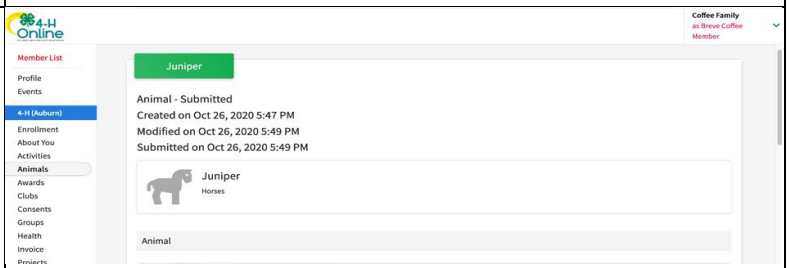 4-H
Online
Coffee Family
as Breve Coffee
Member
Member List
Profile
Events
4-H (Auburn)
Enrollment
About You
Activities
Animals
Awards
Clubs
Consents
Groups
Health
Invoice
Projects
Juniper
Animal - Submitted
Created on Oct 26, 2020 5:47 PM
Modified on Oct 26, 2020 5:49 PM
Submitted on Oct 26, 2020 5:49 PM
Juniper
Horses
Animal